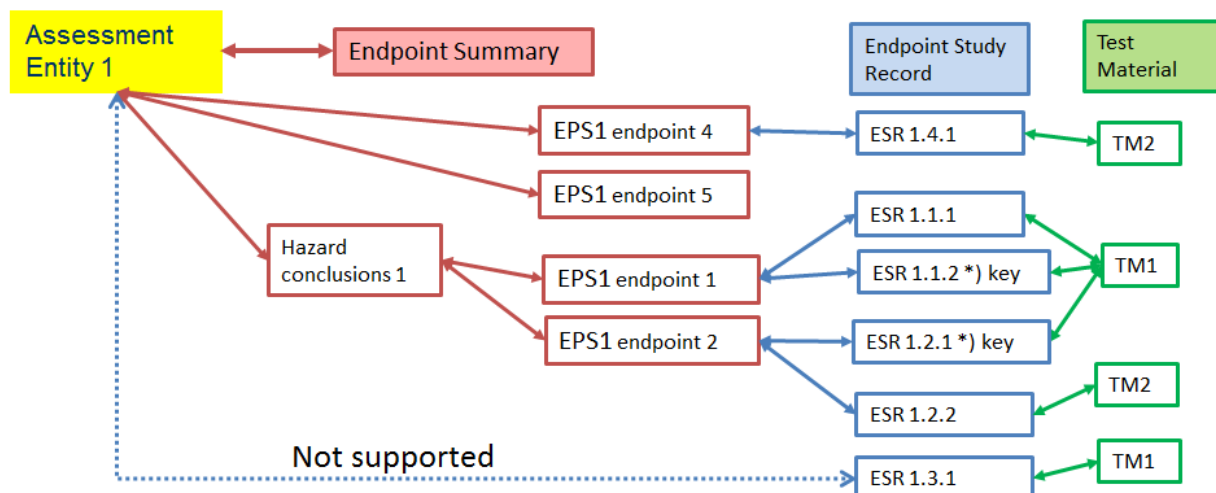 Assessment
Entity 1
Endpoint Summary
Endpoint Study
Record
Test
Material
EPS1 endpoint 4
ESR 1.4.1
TM2
EPS1 endpoint 5
ESR 1.1.1
Hazard
conclusions 1
EPS1 endpoint 1
ESR 1.1.2 *) key
TM1
EPS1 endpoint 2
ESR 1.2.1 *) key
TM2
ESR 1.2.2
Not supported
ESR 1.3.1
TM1